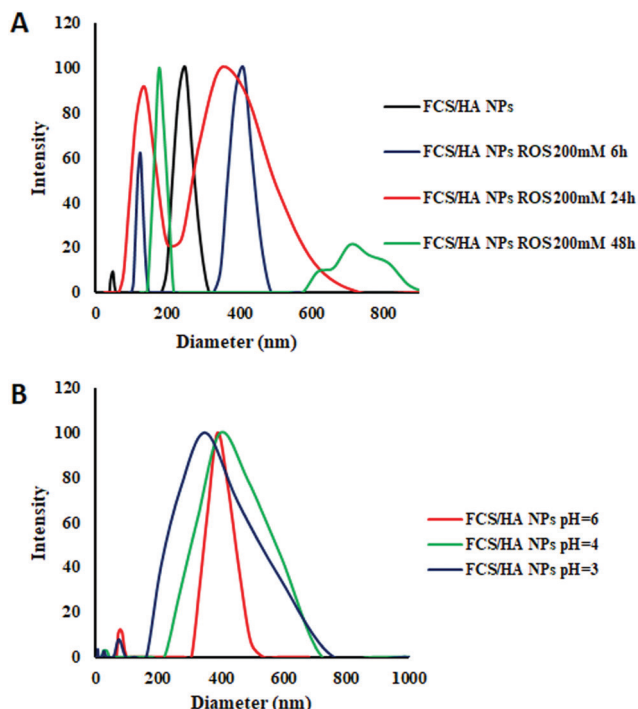 A
120
100
80
60
40
20
0
Intensity
0 200 400 600 800
Diameter (nm)
FCS/HA NPs
FCS/HA NPs ROS200mM 6h
FCS/HA NPs ROS200mM 24h
FCS/HA NPs ROS200mM 48h
B
120
100
80
60
40
20
0
Intensity
0 200 400 600 800 1000
Diameter (nm)
FCS/HA NPs pH=6
FCS/HA NPs pH=4
FCS/HA NPs pH=3